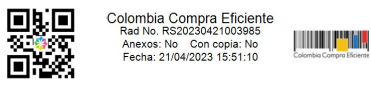 Colombia Compra Eficiente
Rad No. RS20230421003985
Anexos: No Con copia: No
Fecha: 21/04/2023 15:51:10
Colombia Compra Eficiente